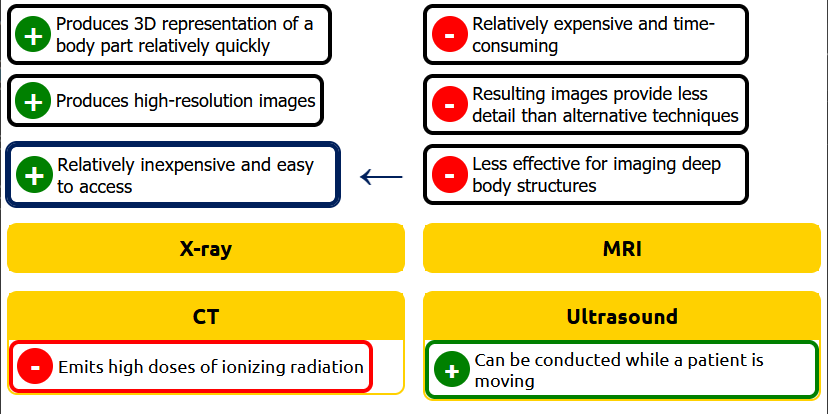 + Produces 3D representation of a
body part relatively quickly
- Relatively expensive and time-
consuming
+ Produces high-resolution images
- Resulting images provide less
detail than alternative techniques
+ Relatively inexpensive and easy
to access
←
- Less effective for imaging deep
body structures
X-ray
MRI
CT
- Emits high doses of ionizing radiation
Ultrasound
+ Can be conducted while a patient is
moving